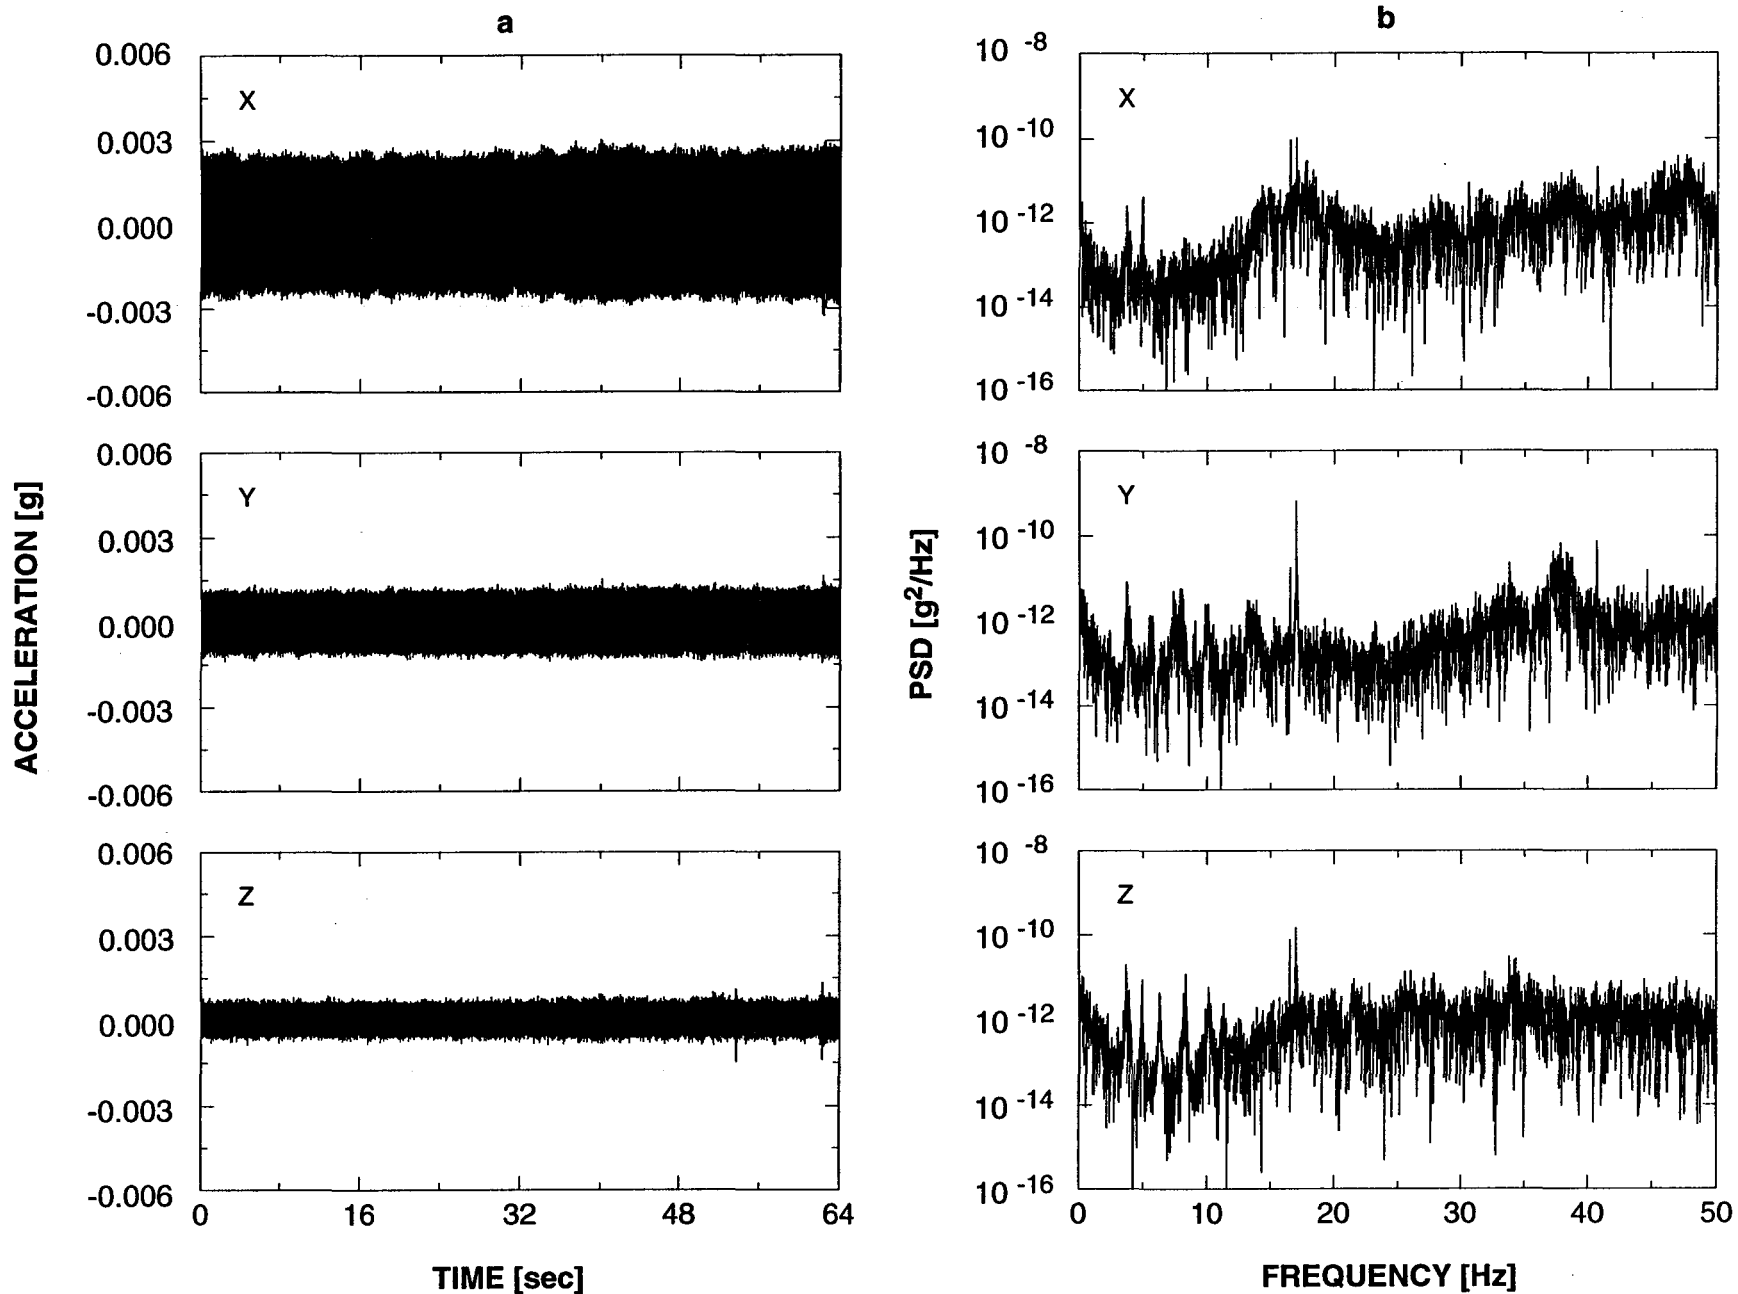 a
0.006
X
0.003
0.000
-0.003
-0.006
0.006
Y
0.003
0.000
-0.003
-0.006
0.006
Z
0.003
0.000
-0.003
-0.006
0 16 32 48 64
TIME [sec]
ACCELERATION [g]
b
10 -8
X
10 -10
10 -12
10 -14
10 -16
10 -8
Y
10 -10
10 -12
10 -14
10 -16
10 -8
Z
10 -10
10 -12
10 -14
10 -16
0 10 20 30 40 50
FREQUENCY [Hz]
PSD [g²/Hz]